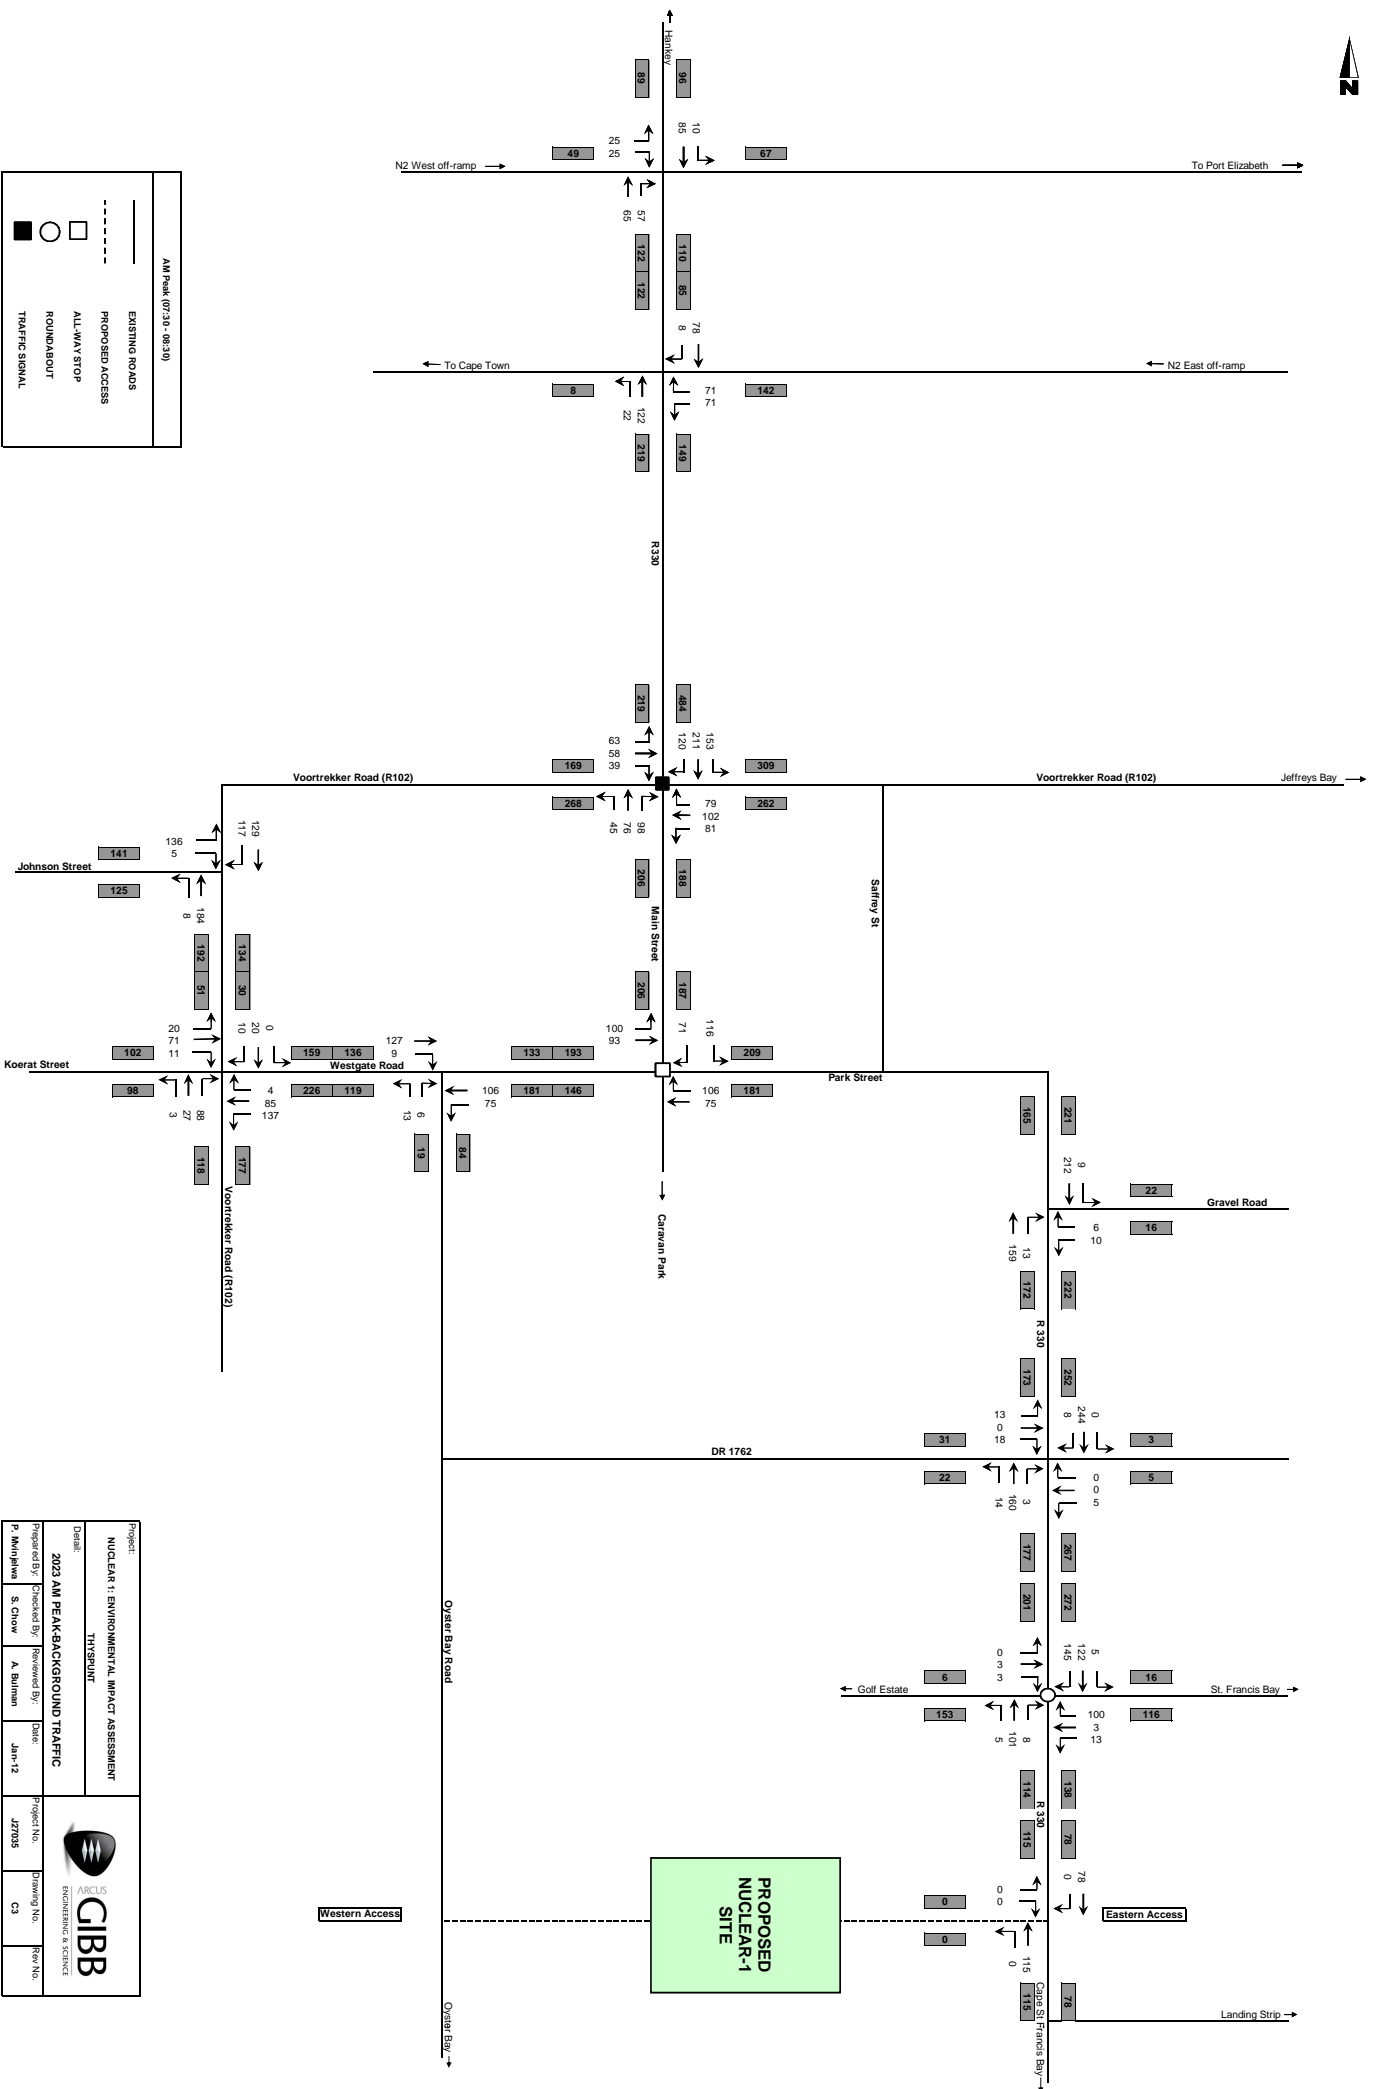 N
Hankey
89
96
10
85
25
25
49
67
N2 West off-ramp
To Port Elizabeth
65
57
122
122
110
85
8
78
To Cape Town
N2 East off-ramp
8
71
71
142
22
122
219
149
R330
219
484
120
211
153
63
58
39
169
309
Voortrekker Road (R102)
Voortrekker Road (R102)
Jeffreys Bay
268
45
76
98
79
102
81
262
117
129
136
5
141
Johnson Street
125
8
184
206
188
Main Street
Saffrey St
192
51
134
30
206
187
20
71
11
10
20
0
102
159
136
127
9
133
193
100
93
71
116
209
Koerat Street
Westgate Road
Park Street
98
3
27
88
4
85
137
226
119
13
6
106
75
181
146
106
75
181
118
177
19
84
165
221
Voortrekker Road (R102)
Caravan Park
212
9
22
Gravel Road
6
10
16
159
13
172
222
R 330
173
252
13
0
18
8
244
0
31
3
DR 1762
22
14
160
3
0
0
5
5
177
267
201
272
Oyster Bay Road
0
3
3
145
122
5
6
16
Golf Estate
St. Francis Bay
153
5
101
8
100
3
13
116
114
138
R 330
115
78
0
0
0
78
0
Western Access
PROPOSED
NUCLEAR-1
SITE
Eastern Access
0
0
115
115
78
Cape St Francis Bay
Landing Strip
Oyster Bay
AM Peak (07:30 - 08:30)
EXISTING ROADS
PROPOSED ACCESS
ALL-WAY STOP
ROUNDABOUT
TRAFFIC SIGNAL
Project:
NUCLEAR 1: ENVIRONMENTAL IMPACT ASSESSMENT
THYSPUNT
Detail:
2023 AM PEAK-BACKGROUND TRAFFIC
Prepared By:
P. Mvinjelwa
Checked By:
S. Chow
Reviewed By:
A. Bulman
Date:
Jan-12
Project No.
J27035
Drawing No.
C3
Rev No.
ARCUS
GIBB
ENGINEERING & SCIENCE